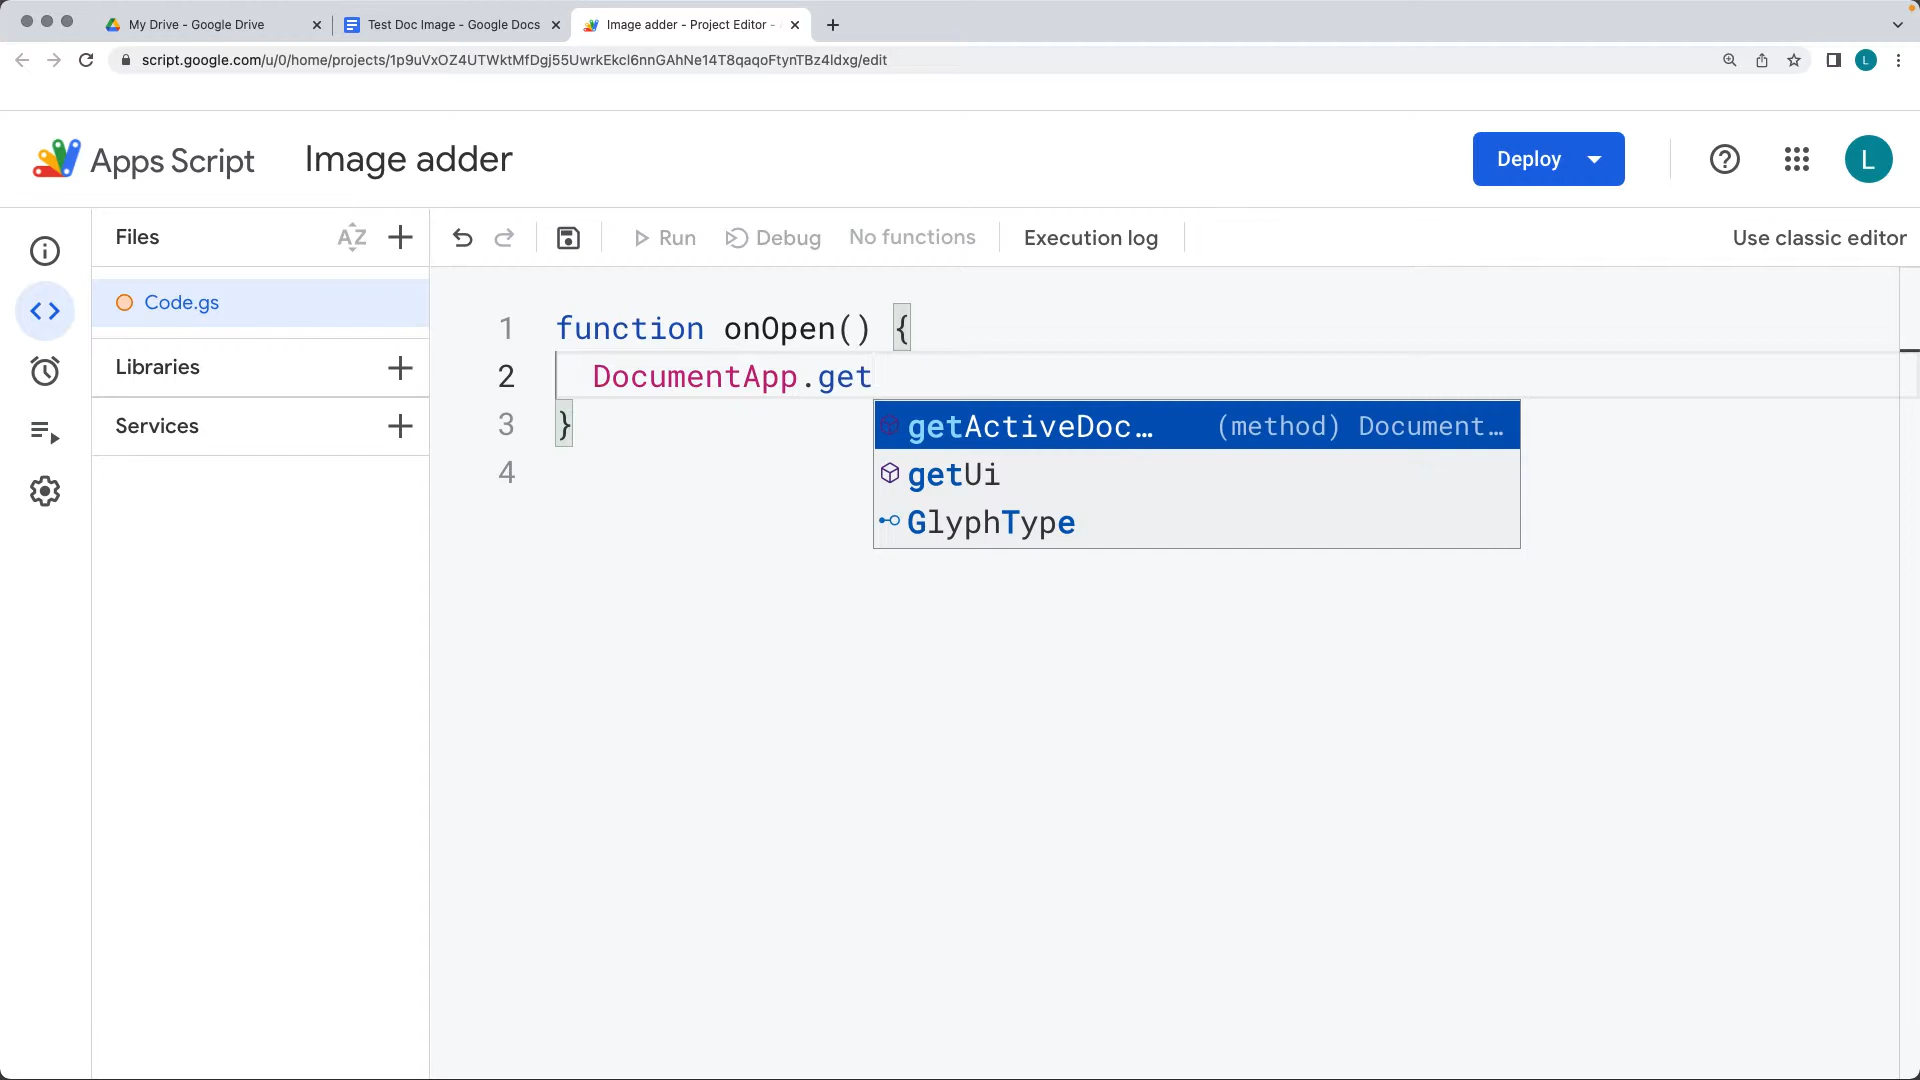 My Drive - Google Drive
Test Doc Image - Google Docs
Image adder - Project Editor -
script.google.com/u/0/home/projects/1p9uVxOZ4UTWktMfDgj55UwrkEkcl6nnGAhNe14T8qaqoFtynTBz4ldxg/edit
L
Apps Script
Image adder
Deploy
L
Files
AZ
Run
Debug
No functions
Execution log
Use classic editor
Code.gs
Libraries
Services
1 function onOpen() {
2 DocumentApp.get
3 }
4
getActiveDoc… (method) Document…
getUi
GlyphType